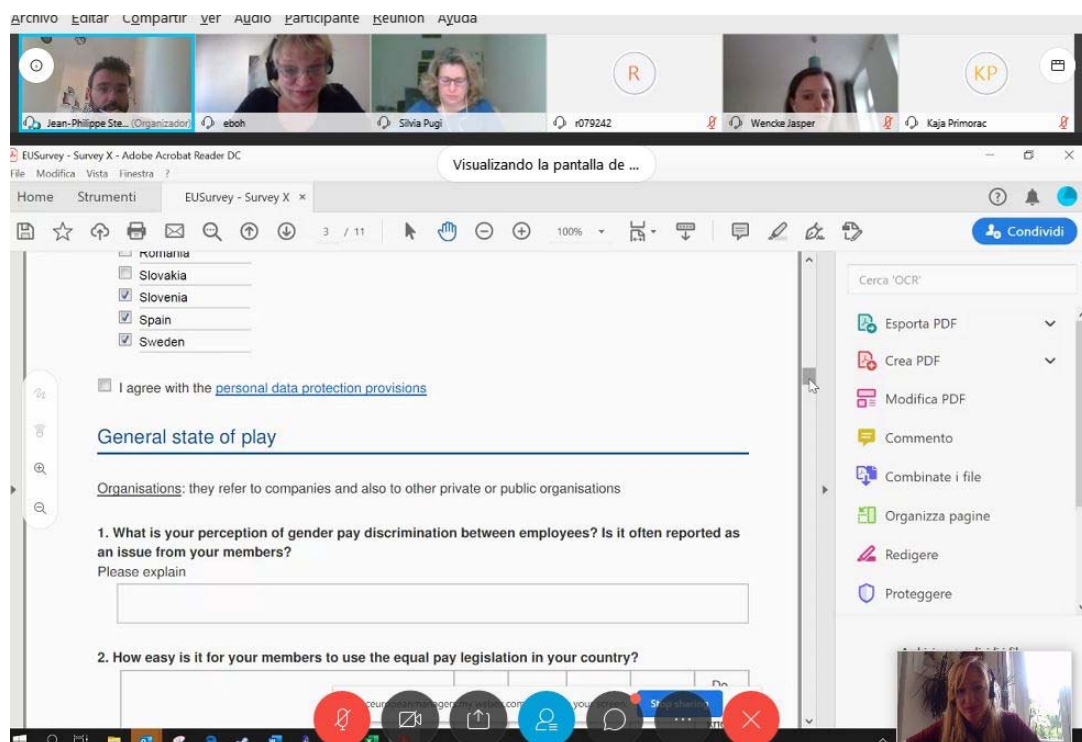 Archivo Editar Compartir Ver Audio Participante Reunión Ayuda
R
KP
Jean-Philippe Ste... (Organizador)
eboh
Silvia Pugi
r079242
Wencke Jasper
Kaja Primorac
EUSurvey - Survey X - Adobe Acrobat Reader DC
Visualizando la pantalla de ...
File Modifica Vista Finestra ?
Home Strumenti EUSurvey - Survey X ×
3 / 11
100%
Condividi
Romania
Slovakia
Slovenia
Spain
Sweden
I agree with the personal data protection provisions
General state of play
Organisations: they refer to companies and also to other private or public organisations
1. What is your perception of gender pay discrimination between employees? Is it often reported as
an issue from your members?
Please explain
2. How easy is it for your members to use the equal pay legislation in your country?
Do
your screen.
Stop sharing
Cerca 'OCR'
Esporta PDF
Crea PDF
Modifica PDF
Commento
Combinate i file
Organizza pagine
Redigere
Proteggere